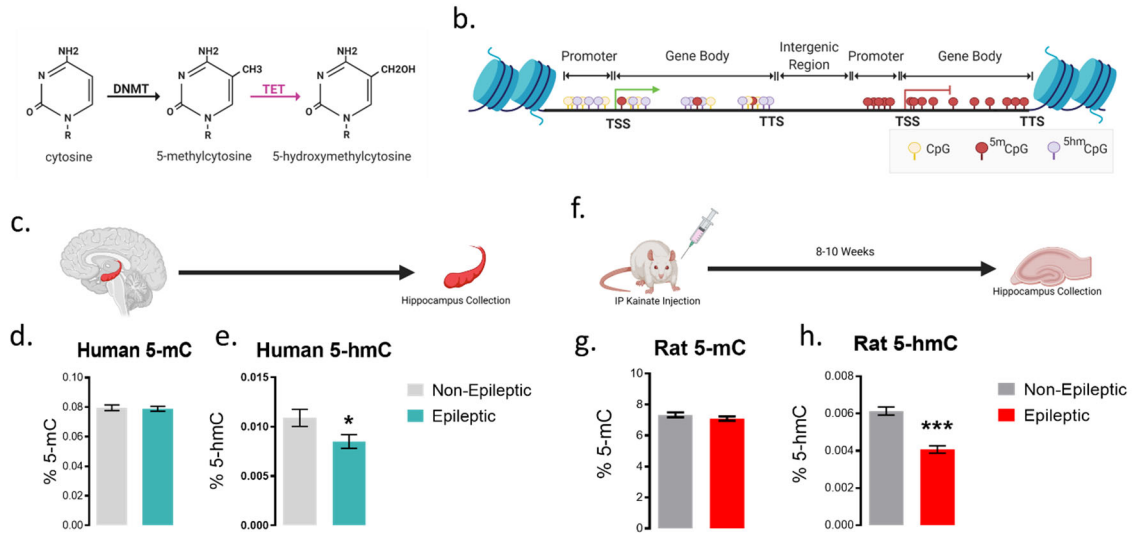 NH2
N
O
N
R
cytosine
DNMT
NH2
CH3
N
O
N
R
5-methylcytosine
TET
NH2
CH2OH
N
O
N
R
5-hydroxymethylcytosine
b.
Promoter
Gene Body
Intergenic
Region
Promoter
Gene Body
TSS
TTS
TSS
TTS
CpG
5mCpG
5hmCpG
c.
Hippocampus Collection
f.
IP Kainate Injection
8-10 Weeks
Hippocampus Collection
d.
Human 5-mC
% 5-mC
0.10
0.08
0.06
0.04
0.02
0.00
e.
Human 5-hmC
% 5-hmC
0.015
0.010
0.005
0.000
*
Non-Epileptic
Epileptic
g.
Rat 5-mC
% 5-mC
10
8
6
4
2
0
h.
Rat 5-hmC
% 5-hmC
0.008
0.006
0.004
0.002
0.000
***
Non-Epileptic
Epileptic